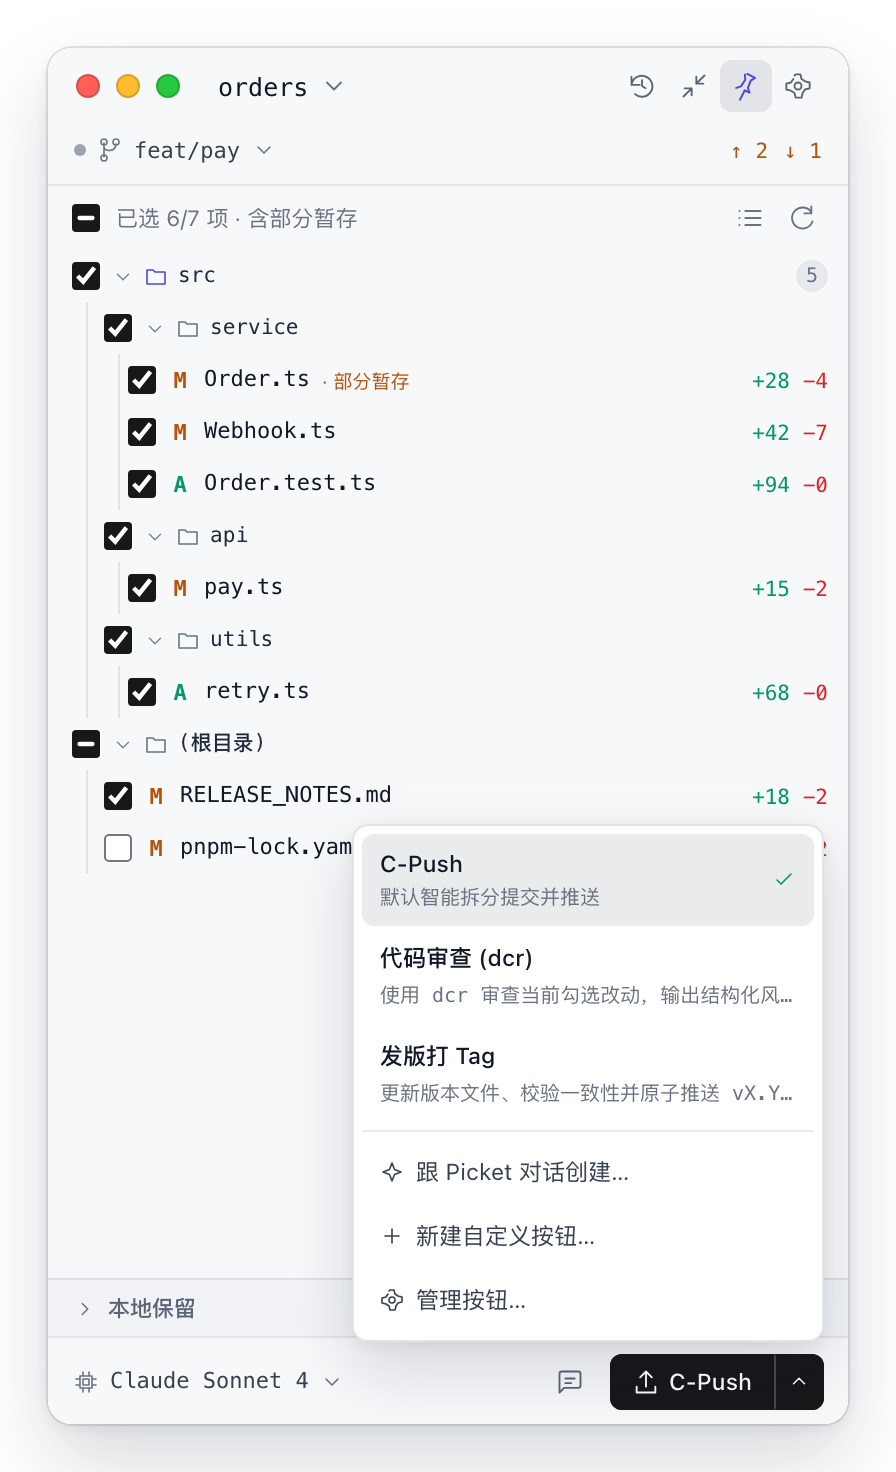 orders
feat/pay ↑ 2 ↓ 1
已选 6/7 项 · 含部分暂存
src 5
service
M Order.ts · 部分暂存 +28 −4
M Webhook.ts +42 −7
A Order.test.ts +94 −0
api
M pay.ts +15 −2
utils
A retry.ts +68 −0
(根目录)
M RELEASE_NOTES.md +18 −2
M pnpm-lock.yam
C-Push
默认智能拆分提交并推送
代码审查 (dcr)
使用 dcr 审查当前勾选改动，输出结构化风…
发版打 Tag
更新版本文件、校验一致性并原子推送 vX.Y…
跟 Picket 对话创建…
新建自定义按钮…
管理按钮…
本地保留
Claude Sonnet 4 C-Push